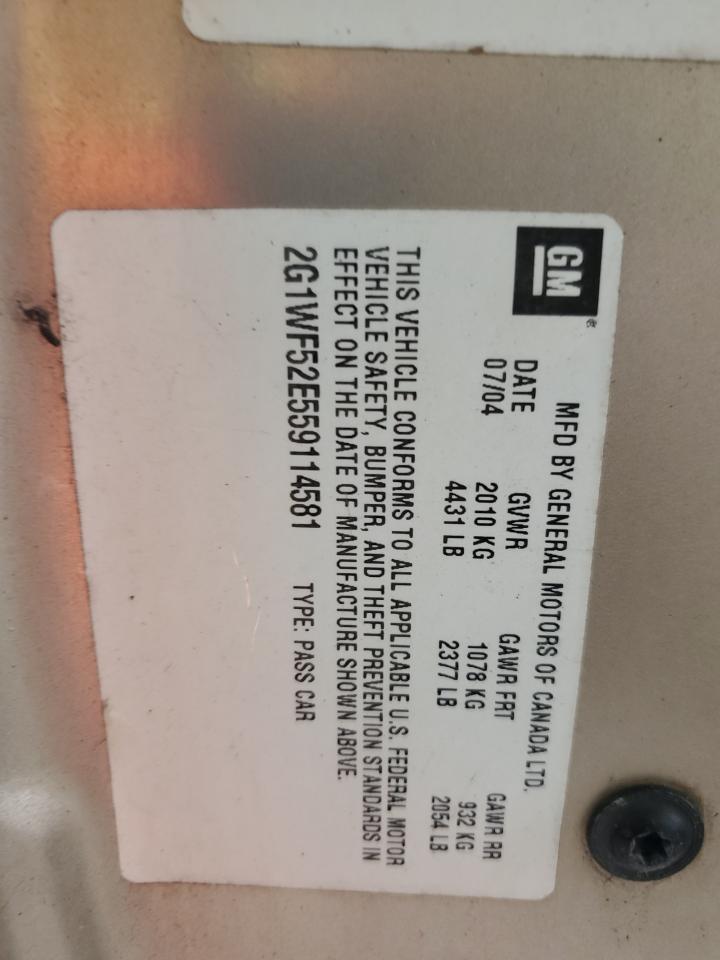 GM®
MFD BY GENERAL MOTORS OF CANADA LTD.
DATE GVWR GAWR FRT GAWR RR
07/04 2010 KG 1078 KG 932 KG
4431 LB 2377 LB 2054 LB
THIS VEHICLE CONFORMS TO ALL APPLICABLE U.S. FEDERAL MOTOR
VEHICLE SAFETY, BUMPER, AND THEFT PREVENTION STANDARDS IN
EFFECT ON THE DATE OF MANUFACTURE SHOWN ABOVE.
2G1WF52E559114581 TYPE: PASS CAR